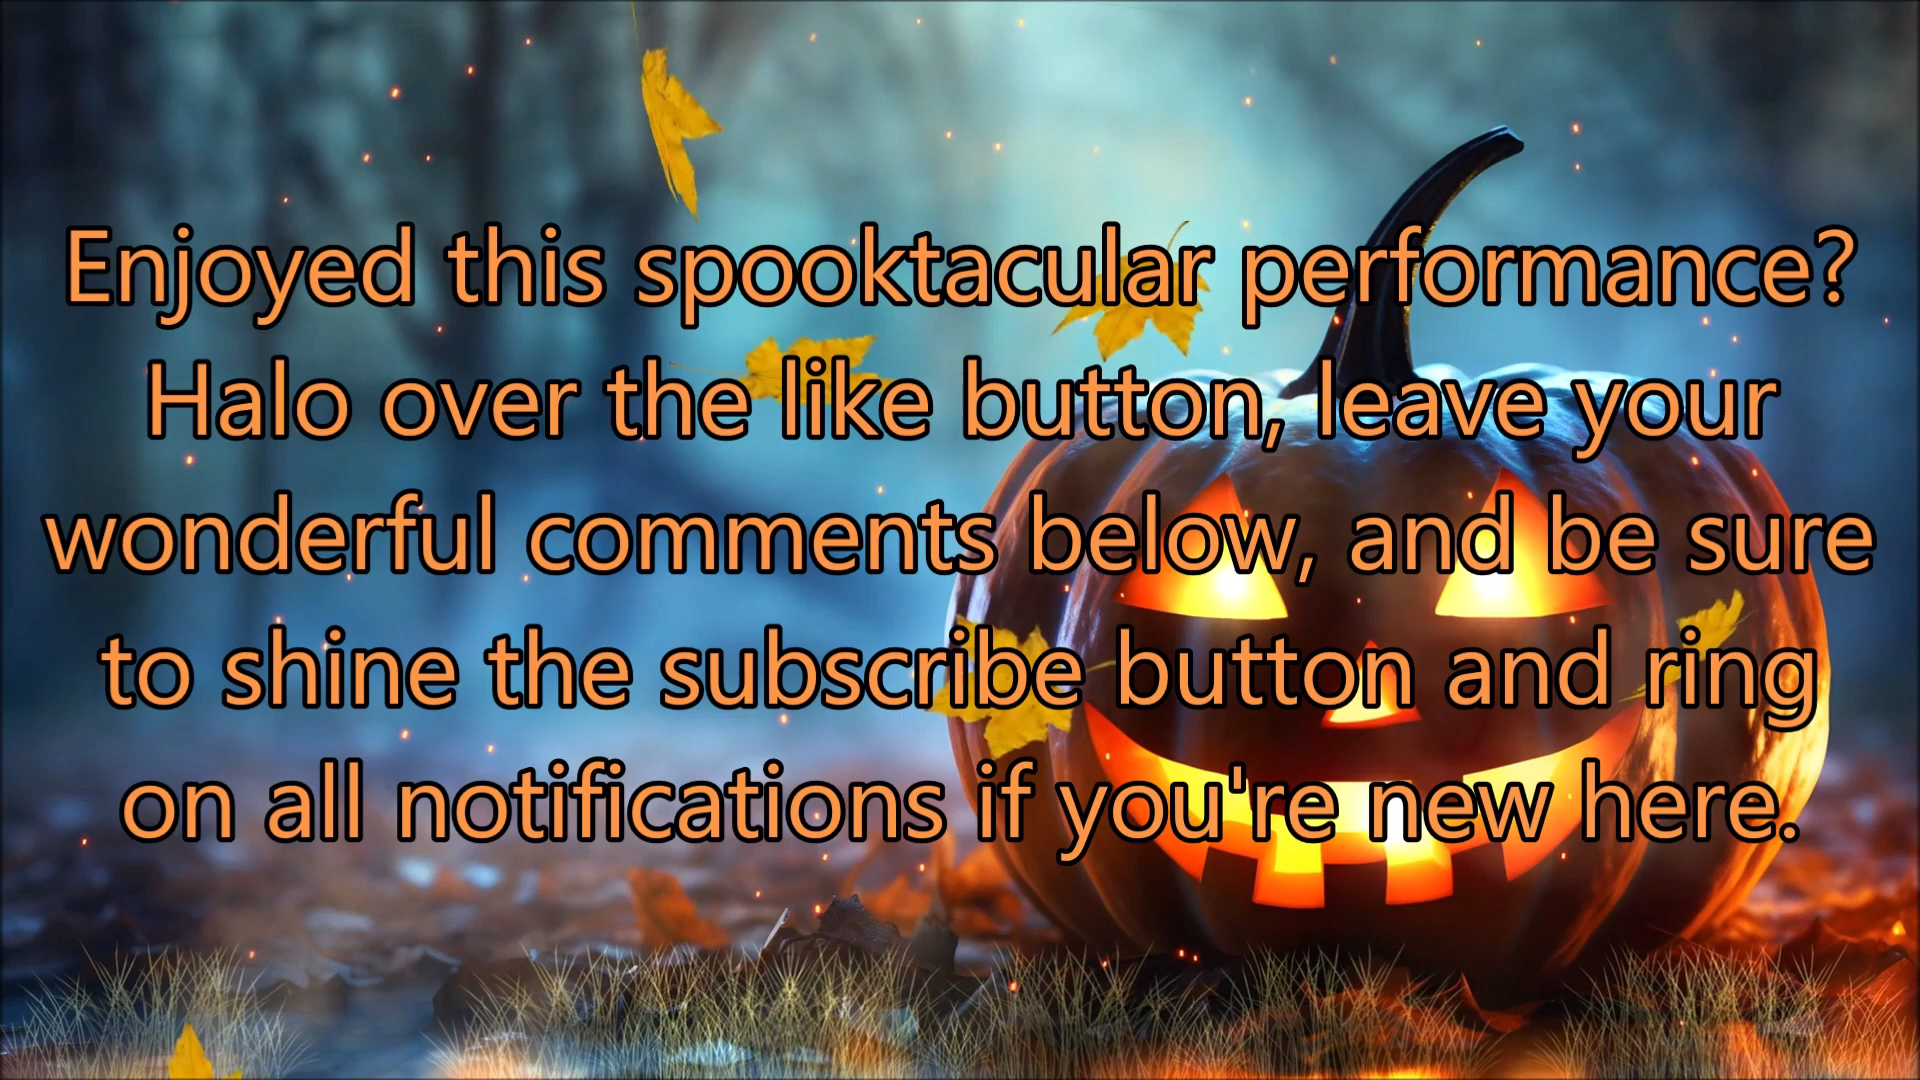 Enjoyed this spooktacular performance?
Halo over the like button, leave your
wonderful comments below, and be sure
to shine the subscribe button and ring
on all notifications if you're new here.